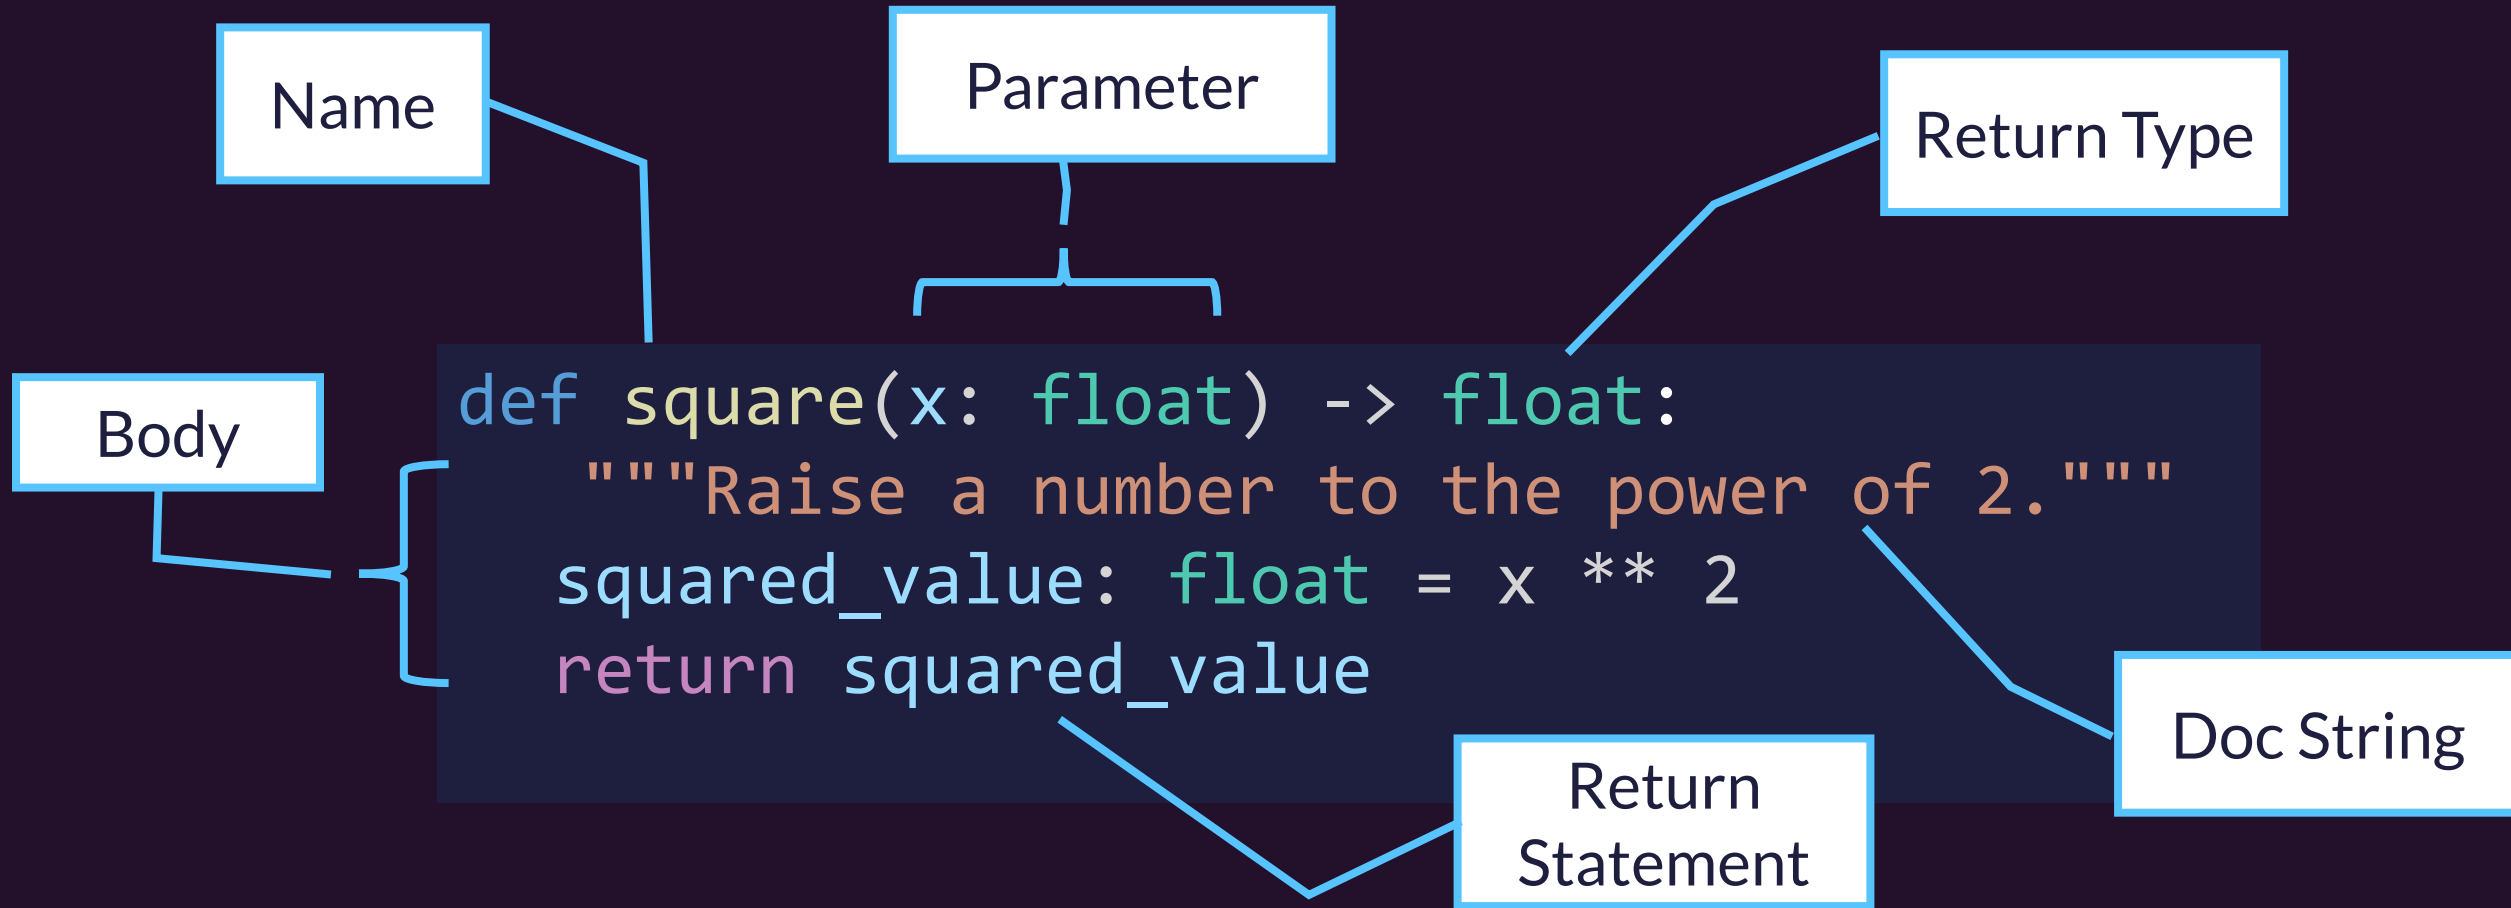 Name
Parameter
Return Type
Body
def square(x: float) -> float:
"""Raise a number to the power of 2."""
squared_value: float = x ** 2
return squared_value
Doc String
Return
Statement